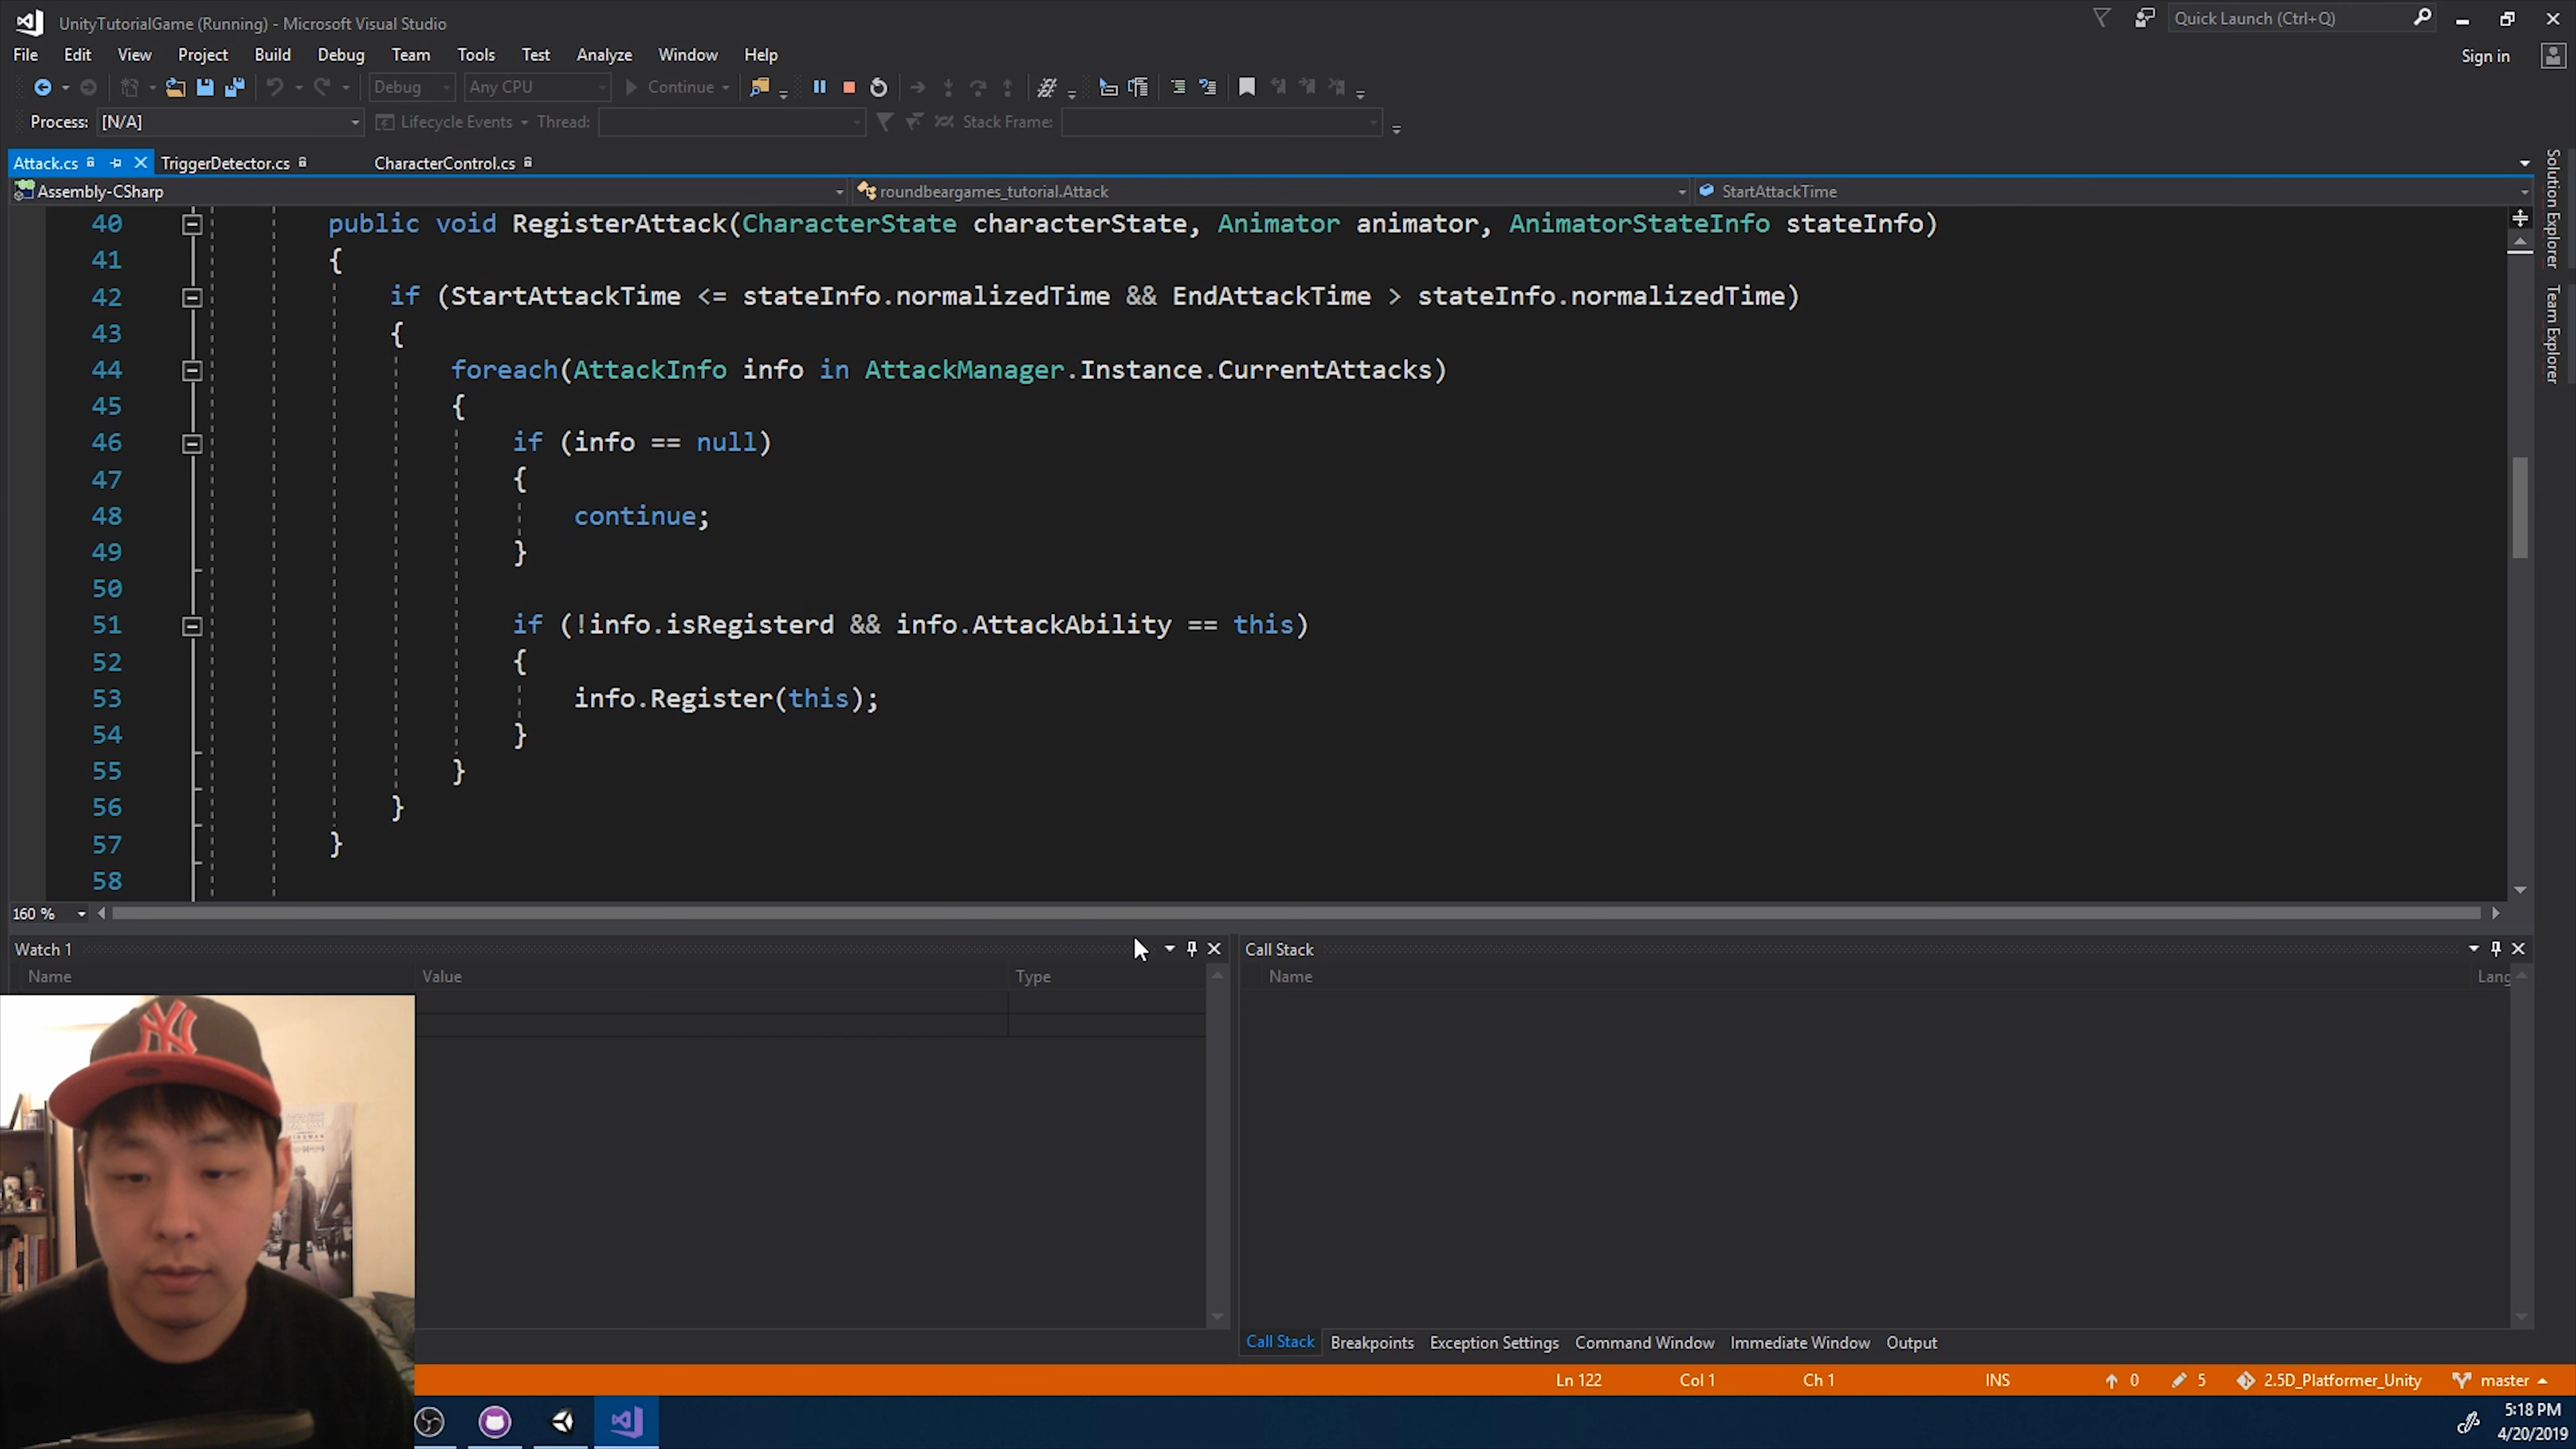 UnityTutorialGame (Running) - Microsoft Visual Studio
Quick Launch (Ctrl+Q)
File Edit View Project Build Debug Team Tools Test Analyze Window Help
Sign in
Debug Any CPU Continue
Process: [N/A] Lifecycle Events Thread: Stack Frame:
Attack.cs TriggerDetector.cs CharacterControl.cs
Assembly-CSharp roundbeargames_tutorial.Attack StartAttackTime
Solution Explorer
Team Explorer
40 public void RegisterAttack(CharacterState characterState, Animator animator, AnimatorStateInfo stateInfo)
41 {
42 if (StartAttackTime <= stateInfo.normalizedTime && EndAttackTime > stateInfo.normalizedTime)
43 {
44 foreach(AttackInfo info in AttackManager.Instance.CurrentAttacks)
45 {
46 if (info == null)
47 {
48 continue;
49 }
50
51 if (!info.isRegisterd && info.AttackAbility == this)
52 {
53 info.Register(this);
54 }
55 }
56 }
57 }
58
160 %
Watch 1
Name Value Type
Call Stack
Name Lang
NY
Call Stack Breakpoints Exception Settings Command Window Immediate Window Output
Ln 122 Col 1 Ch 1 INS 0 5 2.5D_Platformer_Unity master
5:18 PM
4/20/2019